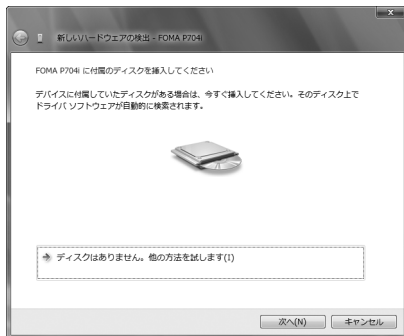 新しいハードウェアの検出 - FOMA P704i
FOMA P704i に付属のディスクを挿入してください
デバイスに付属していたディスクがある場合は、今すぐ挿入してください。そのディスク上で
ドライバ ソフトウェアが自動的に検索されます。
ディスクはありません。他の方法を試します(I)
次へ(N)
キャンセル